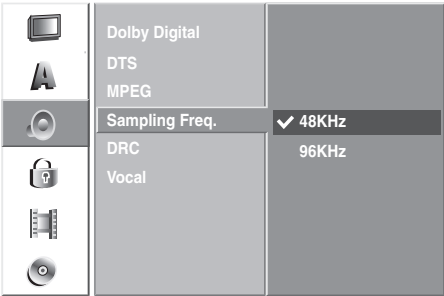 A
Dolby Digital
DTS
MPEG
Sampling Freq.
48KHz
96KHz
DRC
Vocal